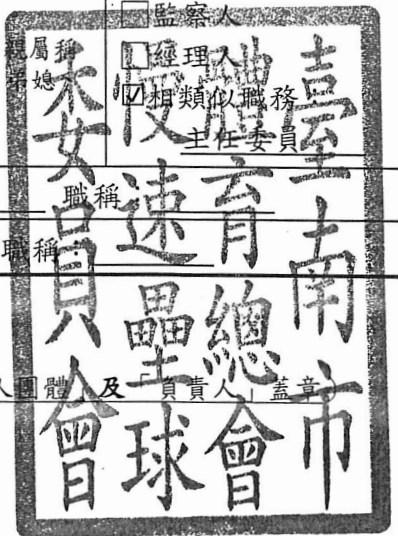 □監察人
親屬稱
□經理人
弟媳
☑相類似職務
主任委員
職稱
職稱:
人團體」及「負責人」蓋章)
臺南市
體育總會
慢速壘球
委員會